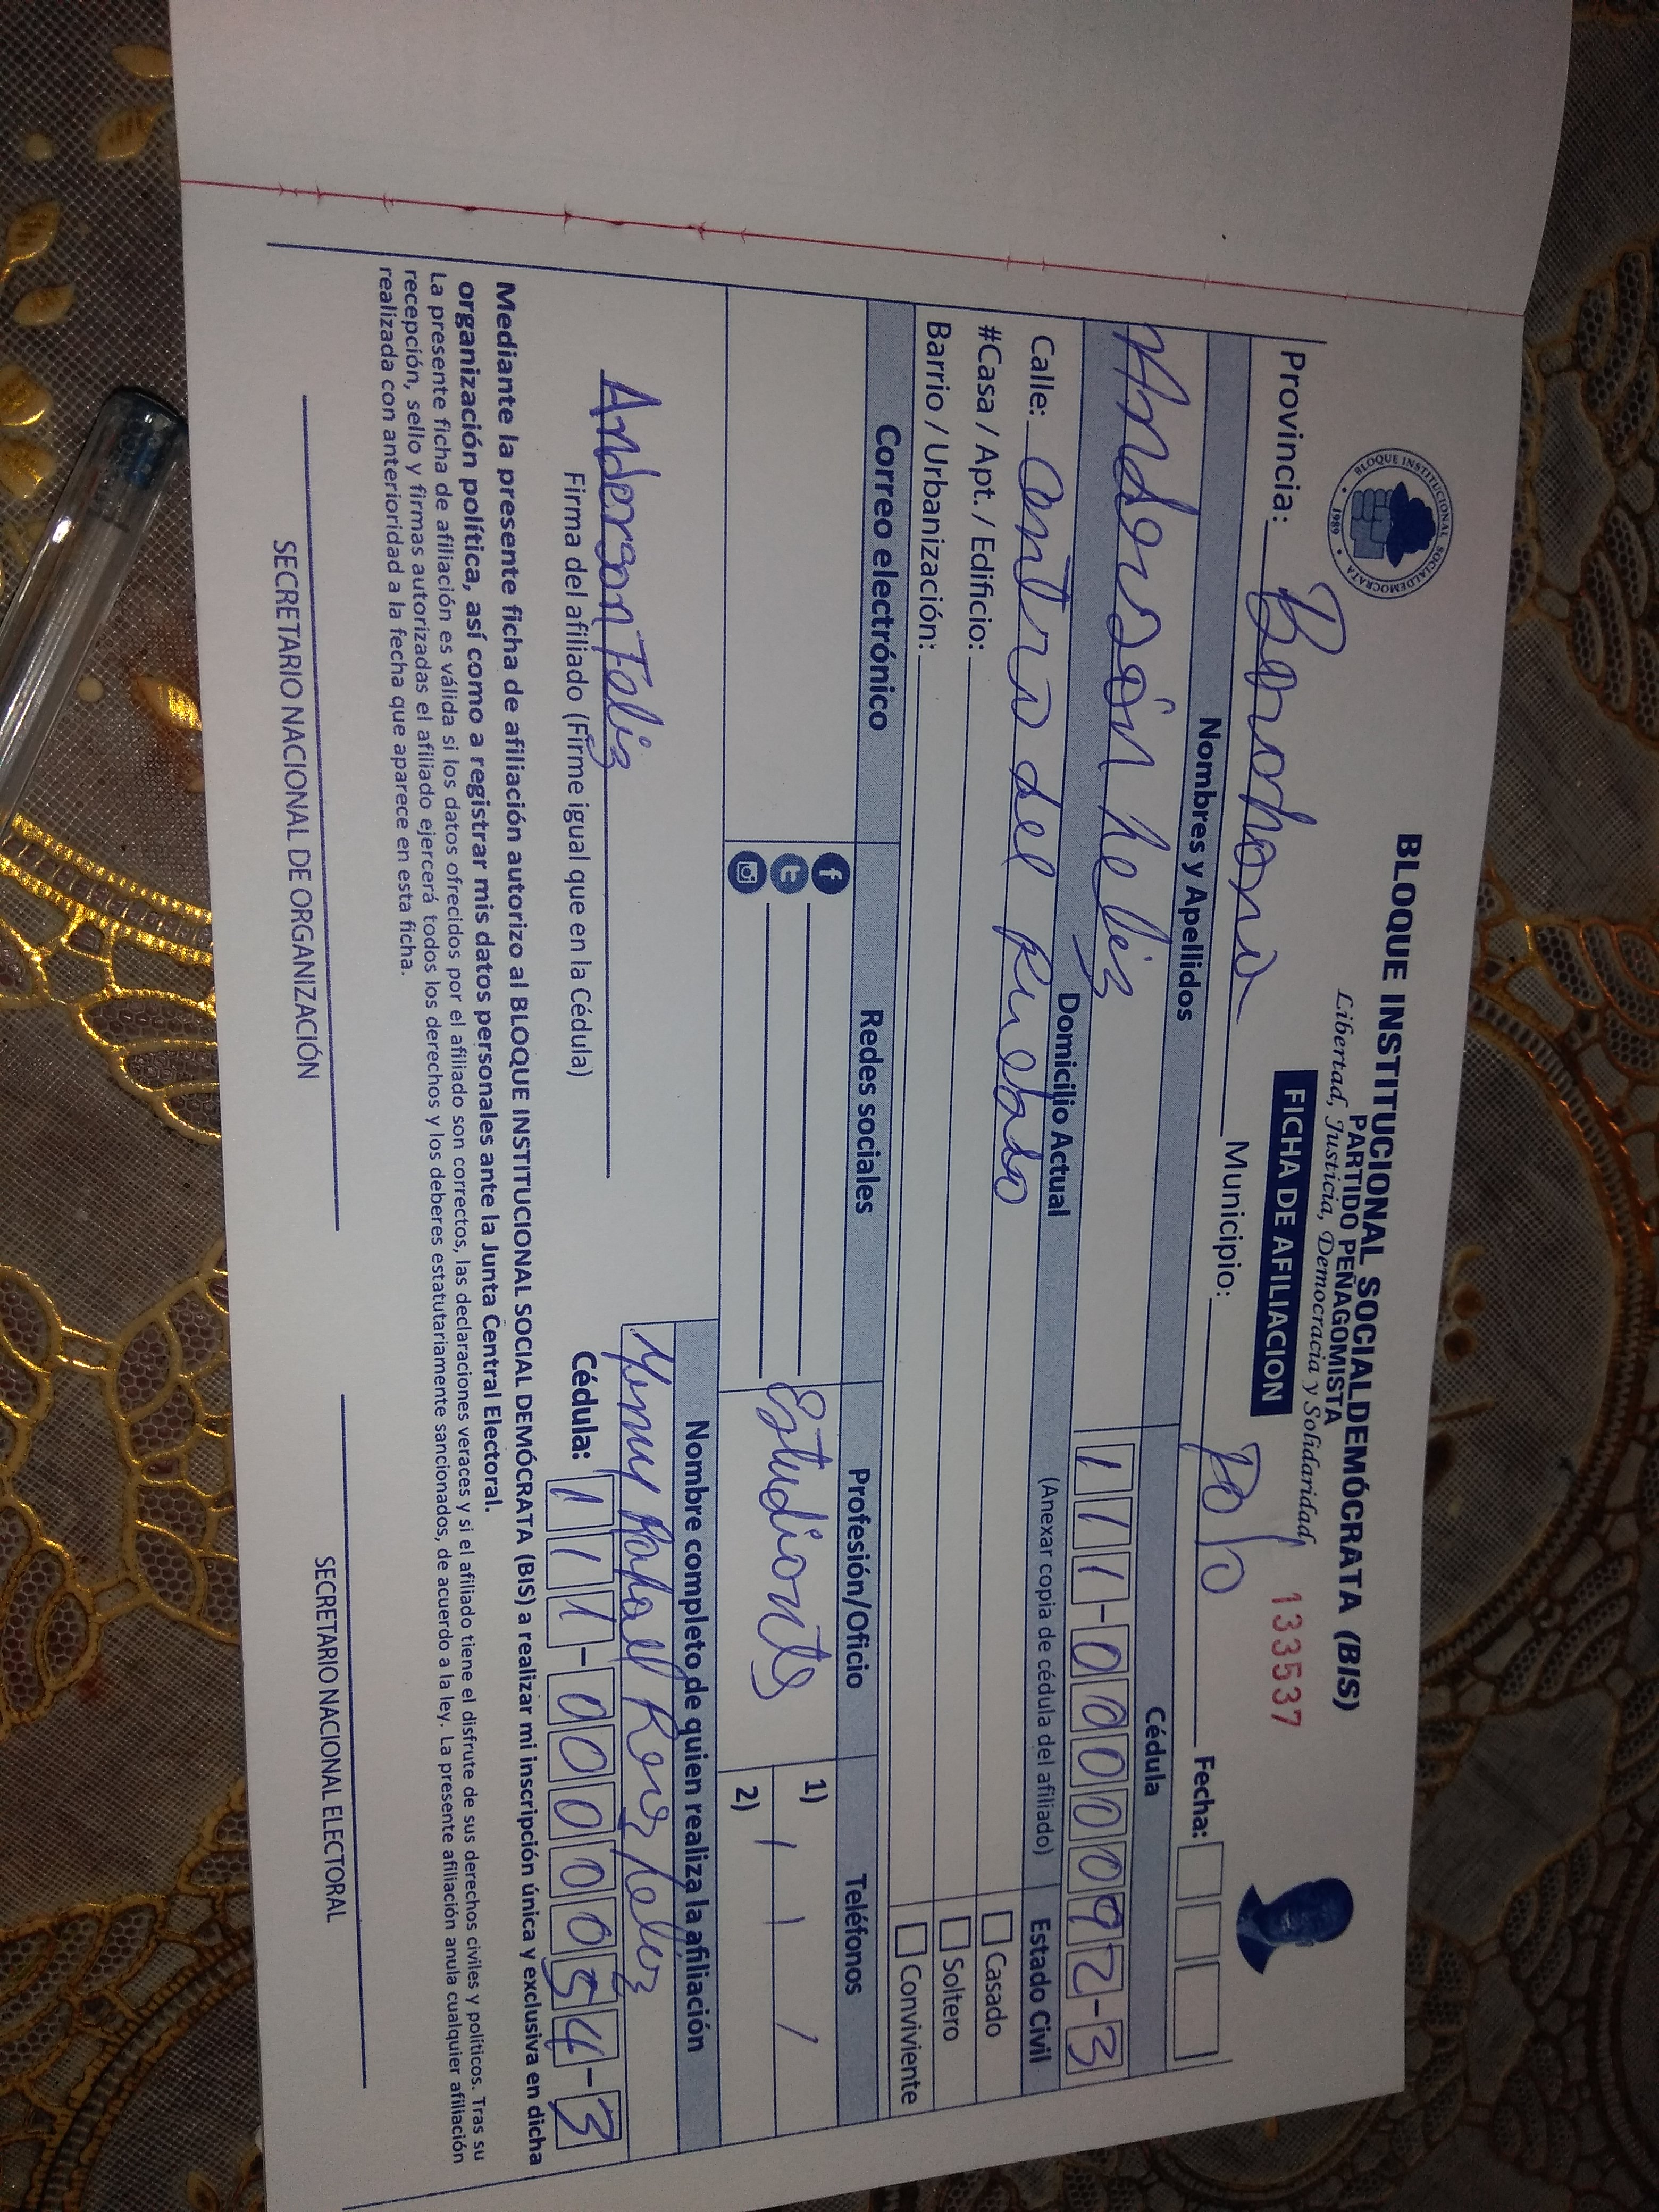 BLOQUE INSTITUCIONAL SOCIALDEMOCRATA
1989
BLOQUE INSTITUCIONAL SOCIALDEMÓCRATA (BIS)
PARTIDO PEÑAGOMISTA
Libertad, Justicia, Democracia y Solidaridad
FICHA DE AFILIACION
133537
Provincia: Barahona Municipio: Polo Fecha:
Nombres y Apellidos Cédula
Anderson Feliz 111-0000092-3
Domicilio Actual (Anexar copia de cédula del afiliado) Estado Civil
Calle: Entrada del Pueblo Casado
#Casa / Apt. / Edificio: Soltero
Barrio / Urbanización: Conviviente
Correo electrónico Redes sociales Profesión/Oficio Teléfonos
Estudiante 1)
2)
Nombre completo de quien realiza la afiliación
Anderson Feliz Rafael Feliz
Firma del afiliado (Firme igual que en la Cédula) Cédula: 111-0000054-3
Mediante la presente ficha de afiliación autorizo al BLOQUE INSTITUCIONAL SOCIAL DEMÓCRATA (BIS) a realizar mi inscripción única y exclusiva en dicha
organización política, así como a registrar mis datos personales ante la Junta Central Electoral.
La presente ficha de afiliación es válida si los datos ofrecidos por el afiliado son correctos, las declaraciones veraces y si el afiliado tiene el disfrute de sus derechos civiles y políticos. Tras su
recepción, sello y firmas autorizadas el afiliado ejercerá todos los derechos y los deberes estatutariamente sancionados, de acuerdo a la ley. La presente afiliación anula cualquier afiliación
realizada con anterioridad a la fecha que aparece en esta ficha.
SECRETARIO NACIONAL DE ORGANIZACIÓN SECRETARIO NACIONAL ELECTORAL